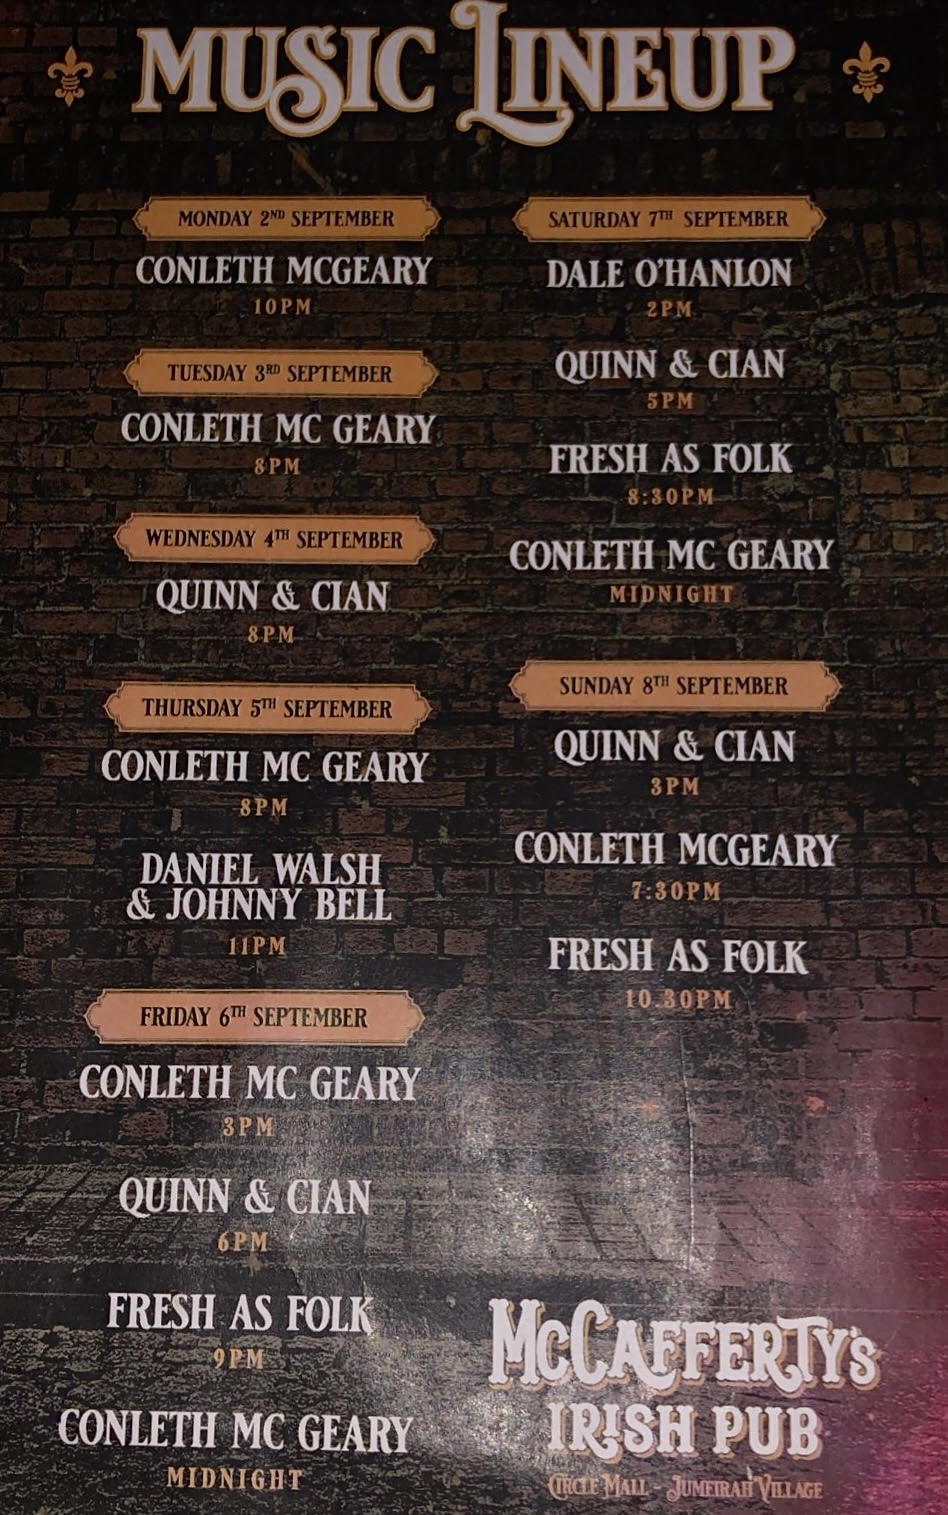 MUSIC LINEUP
MONDAY 2ND SEPTEMBER
CONLETH MCGEARY
10PM
TUESDAY 3RD SEPTEMBER
CONLETH MC GEARY
8PM
WEDNESDAY 4TH SEPTEMBER
QUINN & CIAN
8PM
THURSDAY 5TH SEPTEMBER
CONLETH MC GEARY
8PM
DANIEL WALSH
& JOHNNY BELL
11PM
FRIDAY 6TH SEPTEMBER
CONLETH MC GEARY
3PM
QUINN & CIAN
6PM
FRESH AS FOLK
9PM
CONLETH MC GEARY
MIDNIGHT
SATURDAY 7TH SEPTEMBER
DALE O'HANLON
2PM
QUINN & CIAN
5PM
FRESH AS FOLK
8:30PM
CONLETH MC GEARY
MIDNIGHT
SUNDAY 8TH SEPTEMBER
QUINN & CIAN
3PM
CONLETH MCGEARY
7:30PM
FRESH AS FOLK
10.30PM
MCCAFFERTY'S
IRISH PUB
CIRCLE MALL - JUMEIRAH VILLAGE